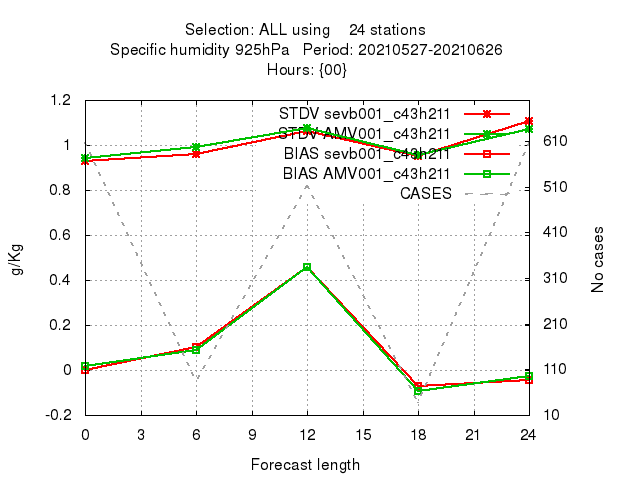 Selection: ALL using    24 stations
Specific humidity 925hPa   Period: 20210527-20210626
Hours: {00}
1.2
1
0.8
0.6
0.4
0.2
0
-0.2
g/Kg
STDV sevb001_c43h211
STDV AMV001_c43h211
BIAS sevb001_c43h211
BIAS AMV001_c43h211
CASES
610
510
410
310
210
110
10
No cases
0 3 6 9 12 15 18 21 24
Forecast length